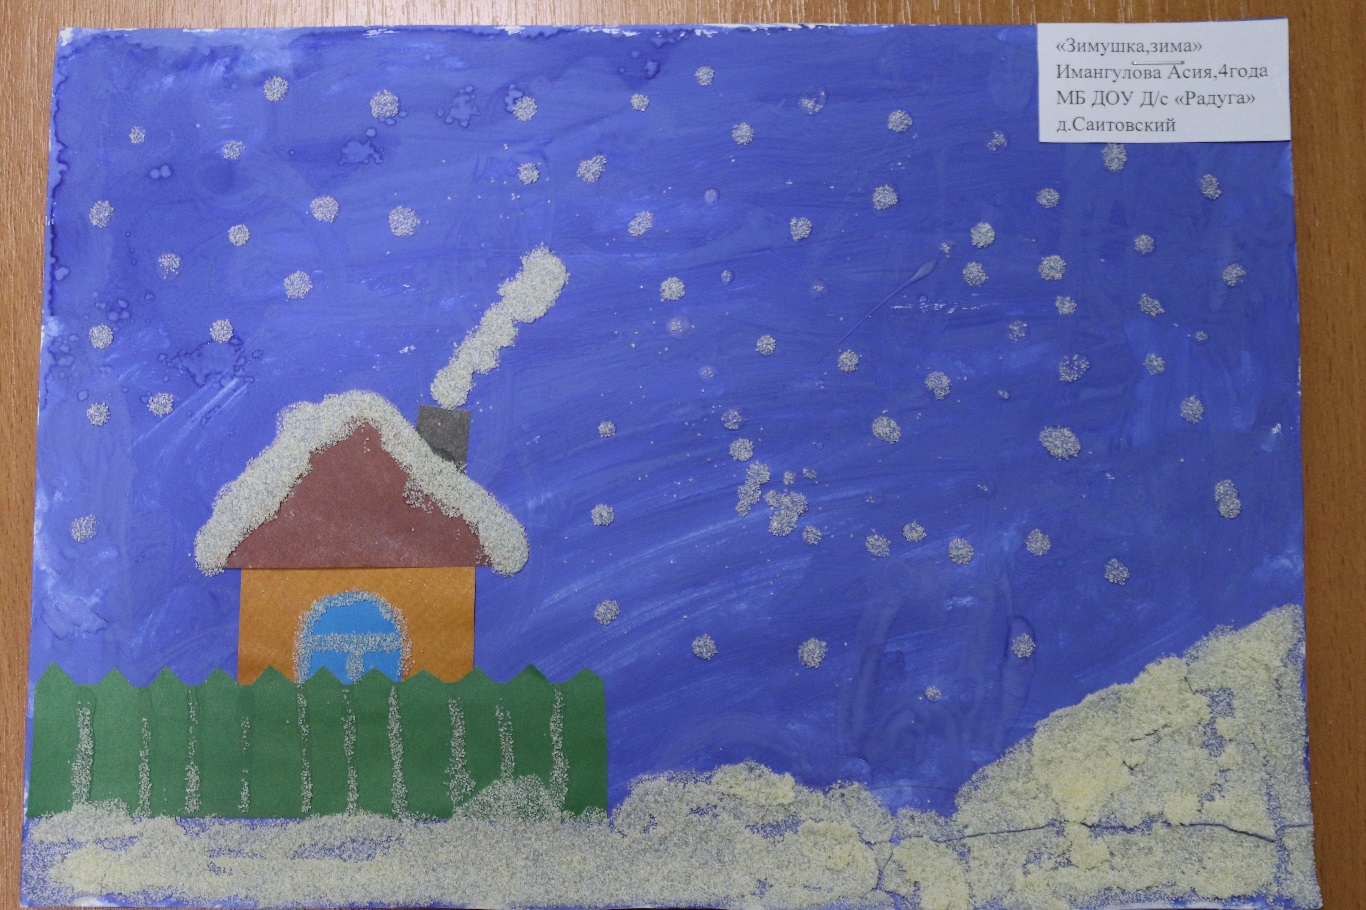 «Зимушка,зима»
Имангулова Асия,4года
МБ ДОУ Д/с «Радуга»
д.Саитовский